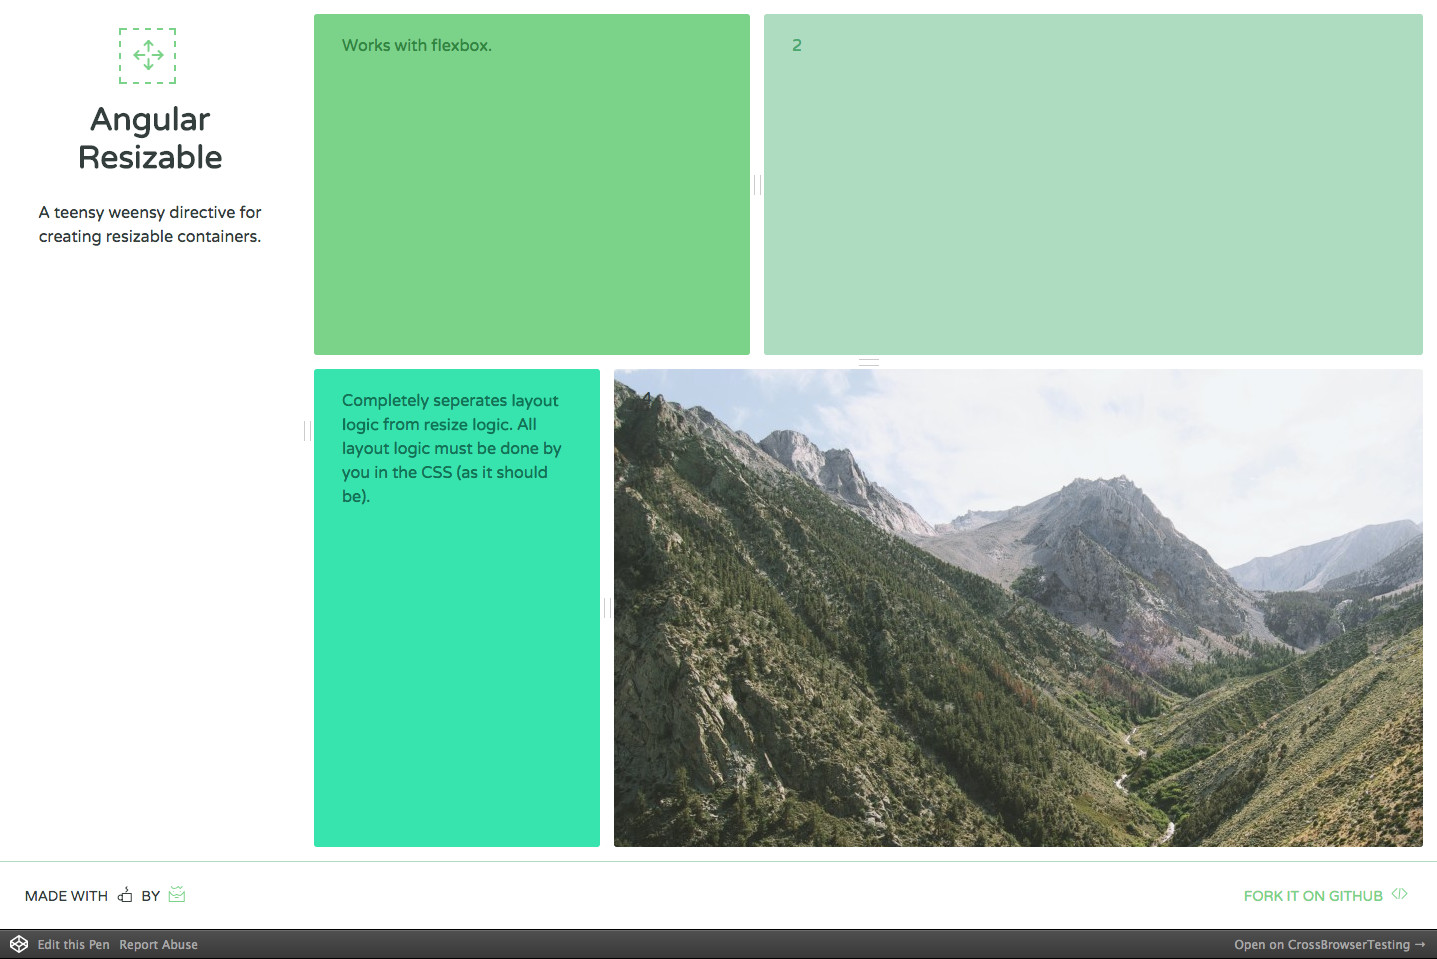 Angular
Resizable
A teensy weensy directive for
creating resizable containers.
Works with flexbox.
2
Completely seperates layout
logic from resize logic. All
layout logic must be done by
you in the CSS (as it should
be).
4
MADE WITH BY
FORK IT ON GITHUB
Edit this Pen Report Abuse
Open on CrossBrowserTesting →